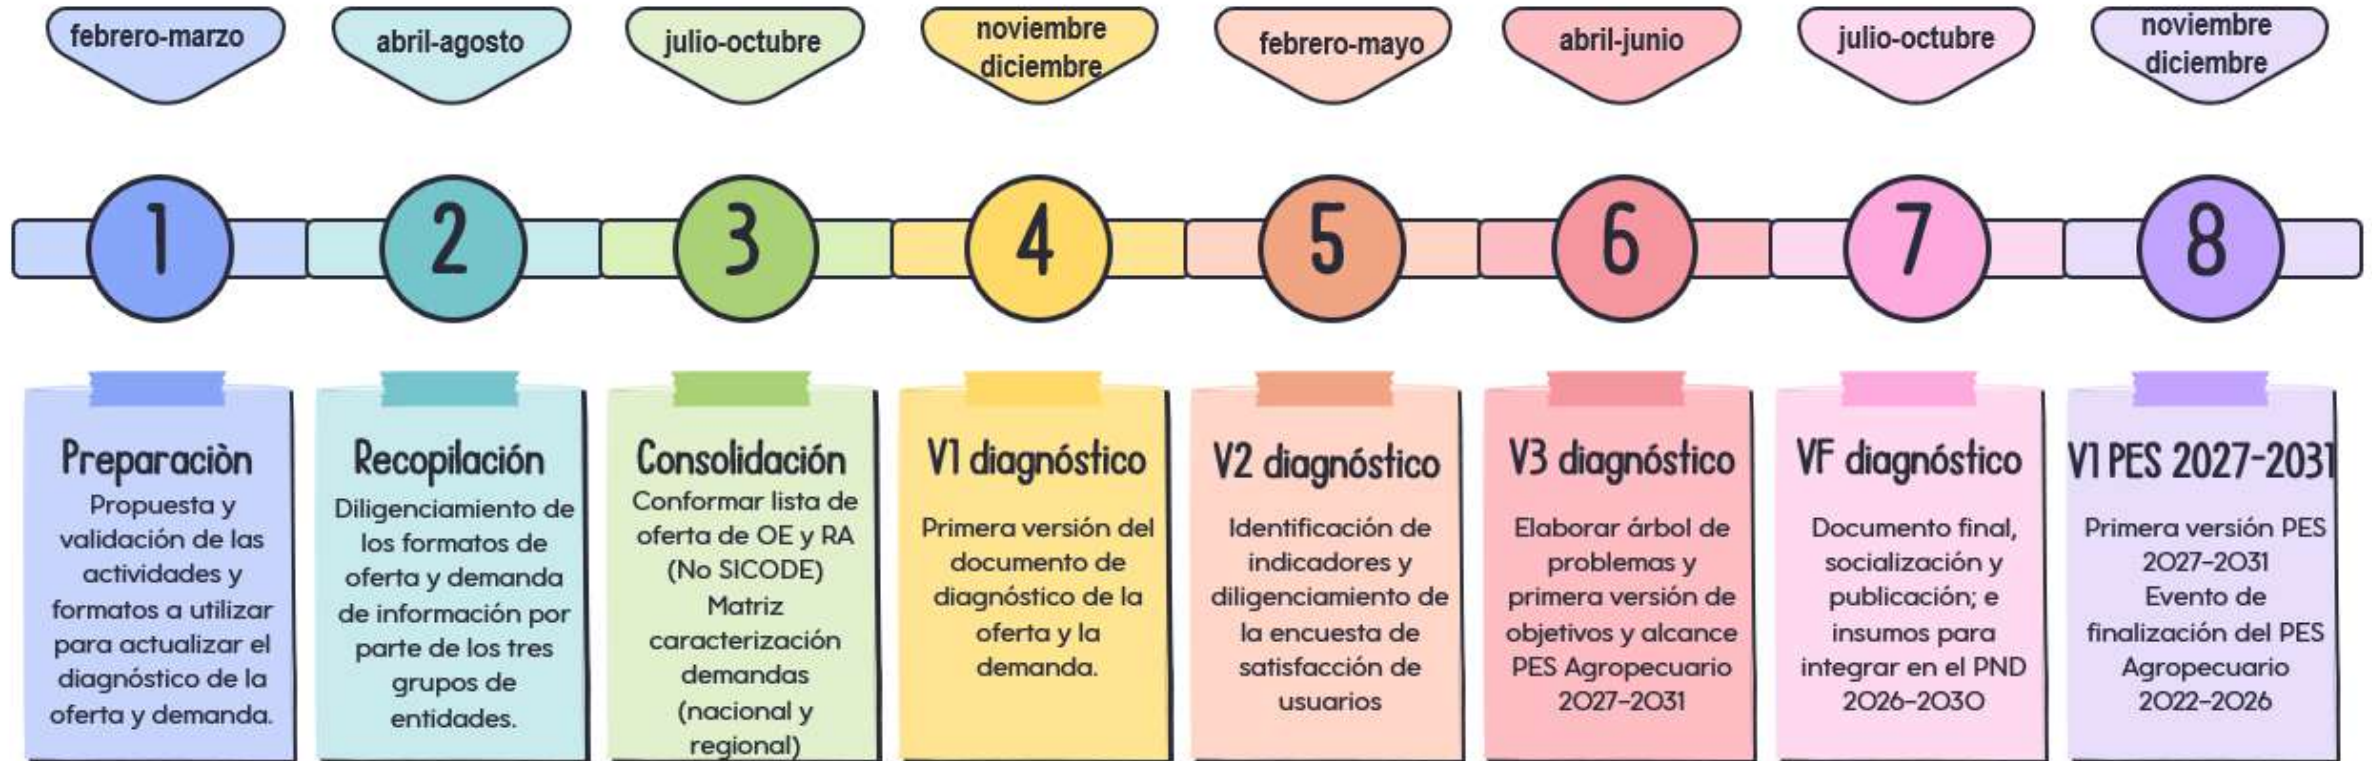 febrero-marzo
abril-agosto
julio-octubre
noviembre
diciembre
febrero-mayo
abril-junio
julio-octubre
noviembre
diciembre
1
2
3
4
5
6
7
8
Preparaciòn
Propuesta y
validación de las
actividades y
formatos a utilizar
para actualizar el
diagnóstico de la
oferta y demanda.
Recopilación
Diligenciamiento de
los formatos de
oferta y demanda
de información por
parte de los tres
grupos de
entidades.
Consolidación
Conformar lista de
oferta de OE y RA
(No SICODE)
Matriz
caracterización
demandas
(nacional y
regional)
V1 diagnóstico
Primera versión del
documento de
diagnóstico de la
oferta y la
demanda.
V2 diagnóstico
Identificación de
indicadores y
diligenciamiento de
la encuesta de
satisfacción de
usuarios
V3 diagnóstico
Elaborar árbol de
problemas y
primera versión de
objetivos y alcance
PES Agropecuario
2027-2031
VF diagnóstico
Documento final,
socialización y
publicación; e
insumos para
integrar en el PND
2026-2030
V1 PES 2027-2031
Primera versión PES
2027-2031
Evento de
finalización del PES
Agropecuario
2022-2026